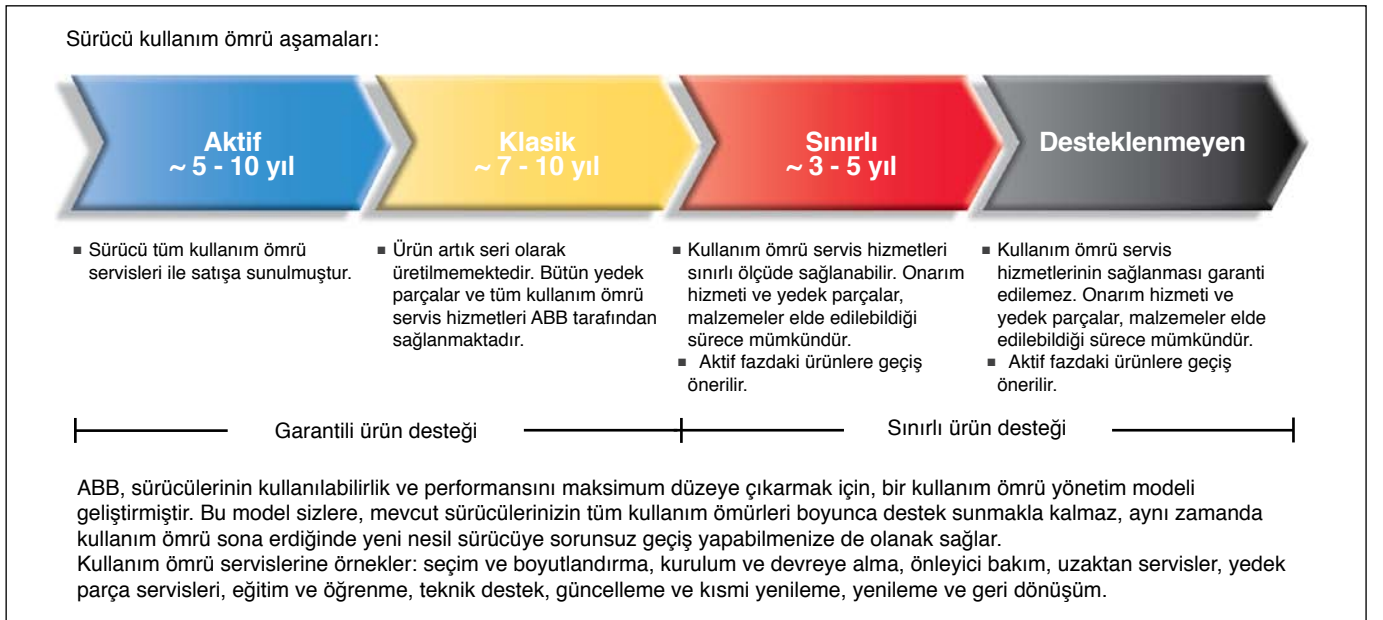 Sürücü kullanım ömrü aşamaları:
Aktif
~ 5 - 10 yıl
Klasik
~ 7 - 10 yıl
Sınırlı
~ 3 - 5 yıl
Desteklenmeyen
▪ Sürücü tüm kullanım ömrü
servisleri ile satışa sunulmuştur.
▪ Ürün artık seri olarak
üretilmemektedir. Bütün yedek
parçalar ve tüm kullanım ömrü
servis hizmetleri ABB tarafından
sağlanmaktadır.
▪ Kullanım ömrü servis hizmetleri
sınırlı ölçüde sağlanabilir. Onarım
hizmeti ve yedek parçalar,
malzemeler elde edilebildiği
sürece mümkündür.
▪ Aktif fazdaki ürünlere geçiş
önerilir.
▪ Kullanım ömrü servis
hizmetlerinin sağlanması garanti
edilemez. Onarım hizmeti ve
yedek parçalar, malzemeler elde
edilebildiği sürece mümkündür.
▪ Aktif fazdaki ürünlere geçiş
önerilir.
Garantili ürün desteği
Sınırlı ürün desteği
ABB, sürücülerinin kullanılabilirlik ve performansını maksimum düzeye çıkarmak için, bir kullanım ömrü yönetim modeli
geliştirmiştir. Bu model sizlere, mevcut sürücülerinizin tüm kullanım ömürleri boyunca destek sunmakla kalmaz, aynı zamanda
kullanım ömrü sona erdiğinde yeni nesil sürücüye sorunsuz geçiş yapabilmenize de olanak sağlar.
Kullanım ömrü servislerine örnekler: seçim ve boyutlandırma, kurulum ve devreye alma, önleyici bakım, uzaktan servisler, yedek
parça servisleri, eğitim ve öğrenme, teknik destek, güncelleme ve kısmi yenileme, yenileme ve geri dönüşüm.